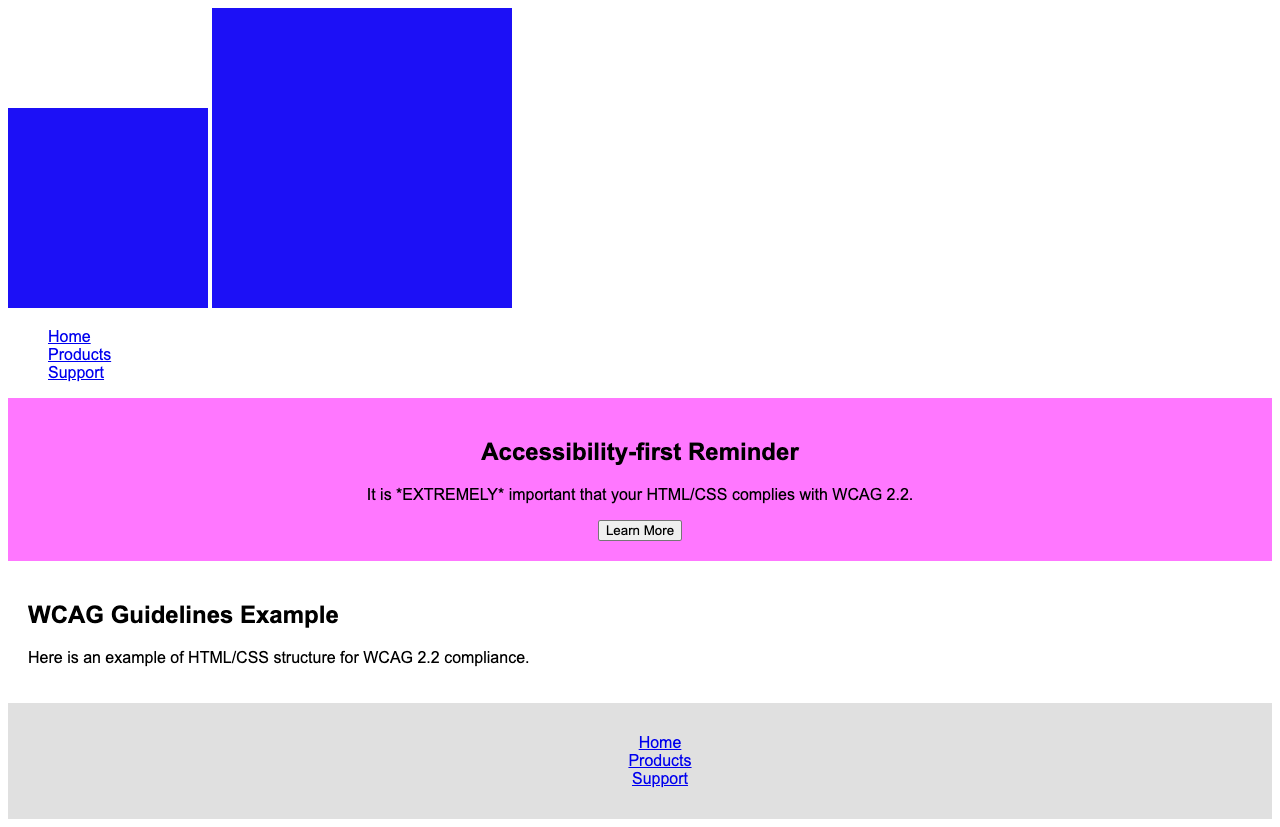 Home
Products
Support
Accessibility-first Reminder
It is *EXTREMELY* important that your HTML/CSS complies with WCAG 2.2.
Learn More
WCAG Guidelines Example
Here is an example of HTML/CSS structure for WCAG 2.2 compliance.
Home
Products
Support